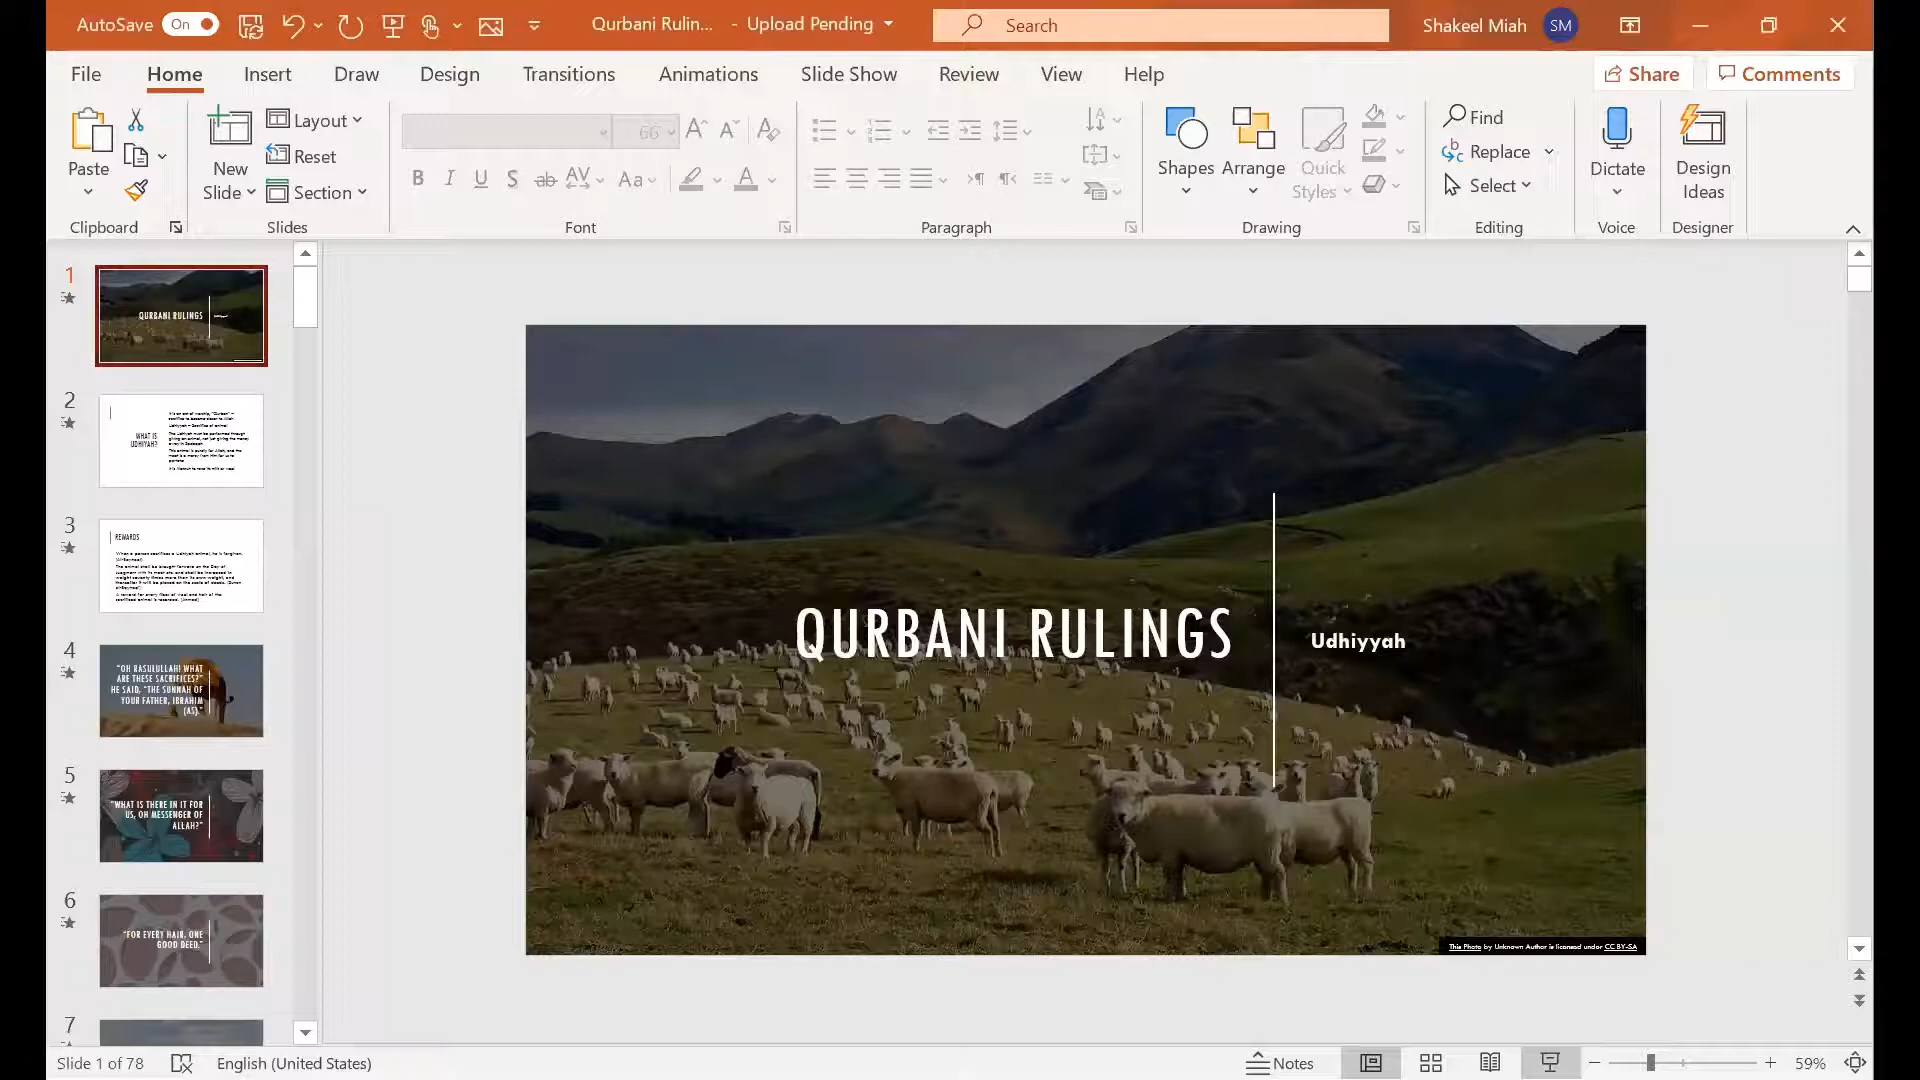 AutoSave On Qurbani Rulin... - Upload Pending Search Shakeel Miah SM
File Home Insert Draw Design Transitions Animations Slide Show Review View Help Share Comments
Paste
New Slide
Layout
Reset
Section
66
Aa
Shapes
Arrange
Quick Styles
Find
Replace
Select
Dictate
Design Ideas
Clipboard Slides Font Paragraph Drawing Editing Voice Designer
1
QURBANI RULINGS
2
WHAT IS
UDHIYAH?
3
REWARDS
4
"OH RASULULLAH! WHAT
ARE THESE SACRIFICES?"
HE SAID, "THE SUNNAH OF
YOUR FATHER, IBRAHIM
(AS)."
5
"WHAT IS THERE IN IT FOR
US, OH MESSENGER OF
ALLAH?"
6
"FOR EVERY HAIR, ONE
GOOD DEED."
7
QURBANI RULINGS
Udhiyyah
This Photo by Unknown Author is licensed under CC BY-SA
Slide 1 of 78 English (United States) Notes 59%